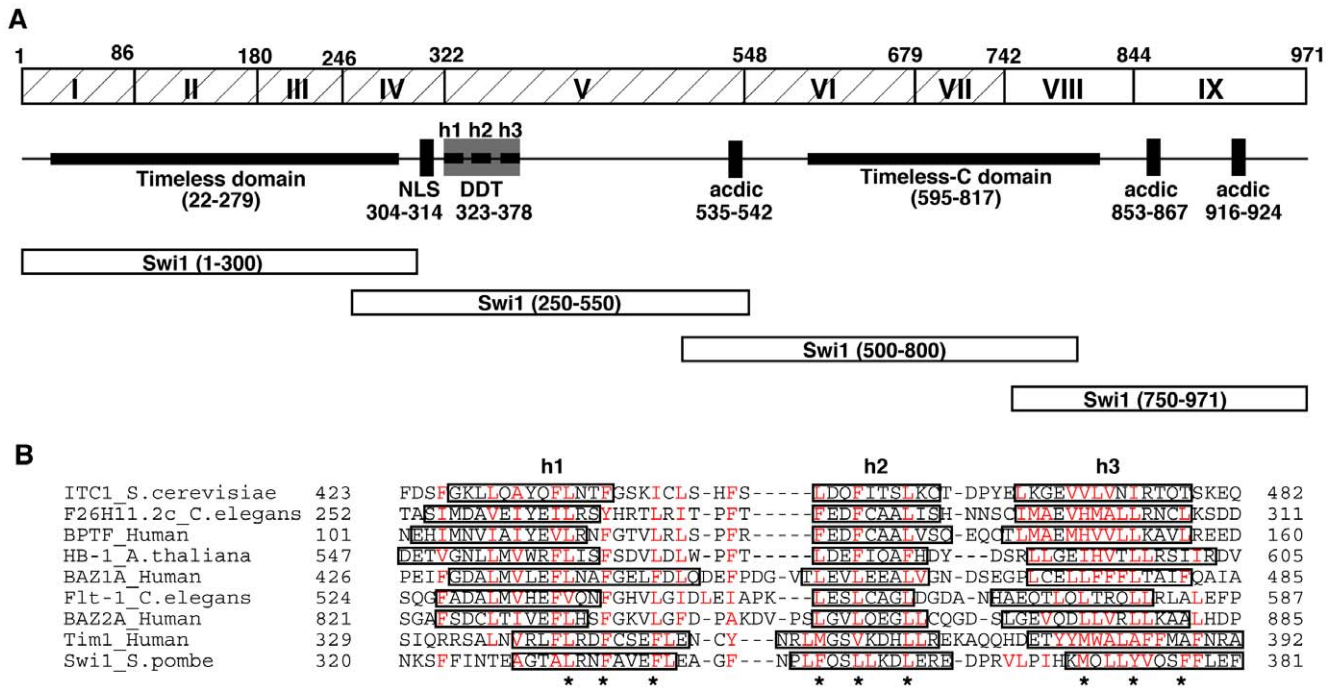 A
1 86 180 246 322 548 679 742 844 971
I II III IV V VI VII VIII IX
h1 h2 h3
Timeless domain NLS DDT acdic Timeless-C domain acdic acdic
(22-279) 304-314 323-378 535-542 (595-817) 853-867 916-924
Swi1 (1-300)
Swi1 (250-550)
Swi1 (500-800)
Swi1 (750-971)
B
h1 h2 h3
ITC1_S.cerevisiae 423 FDSFGKLLQAYQFLNTFGSKICLS-HFS-----LDQFITSLKCT-DPYELKGEVVLVNIRTQTSKEQ 482
F26H11.2c_C.elegans 252 TASIMDAVEIYEILRSYHRTLRIT-PFT-----FEDFCAALISH-NNSCIMAEVHMALLRNCLKSDD 311
BPTF_Human 101 NEHIMNVIAIYEVLRNFGTVLRLS-PFR-----FEDFCAALVSQ-EQCTLMAEMHVVLLKAVLREED 160
HB-1_A.thaliana 547 DETVGNLLMVWRFLISFSDVLDLW-PFT-----LDEFIQAFHDY--DSRLLGEIHVTLLRSIIRDV 605
BAZ1A_Human 426 PEIFGDALMVLEFLNAFGELFDLQDEFPDG-VTLEVLEEALVGN-DSEGPLCELLFFFLTAIFQAIA 485
Flt-1_C.elegans 524 SQGFADALMVHEFVQNFGHVLGIDLEIAPK---LESLCAGLDGDA-NHAEQTLQLTRQLLRLALEFP 587
BAZ2A_Human 821 SGAFSDCLTIVEFLHSFGKVLGFD-PAKDVP-SLGVLQEGLLCQGD-SLGEVQDLLVRLLKAALHDP 885
Tim1_Human 329 SIQRRSALNVRLFLRDFCSEFLEN-CY---NRLMGSVKDHLLREKAQQHDETYYMWALAFFMAFNRA 392
Swi1_S.pombe 320 NKSFFINTEAGTALRNFAVEFLEA-GF---NPLFQSLLKDLERE-DPRVLPIHKMQLLYVQSFFLEF 381
* * * * * * * * *